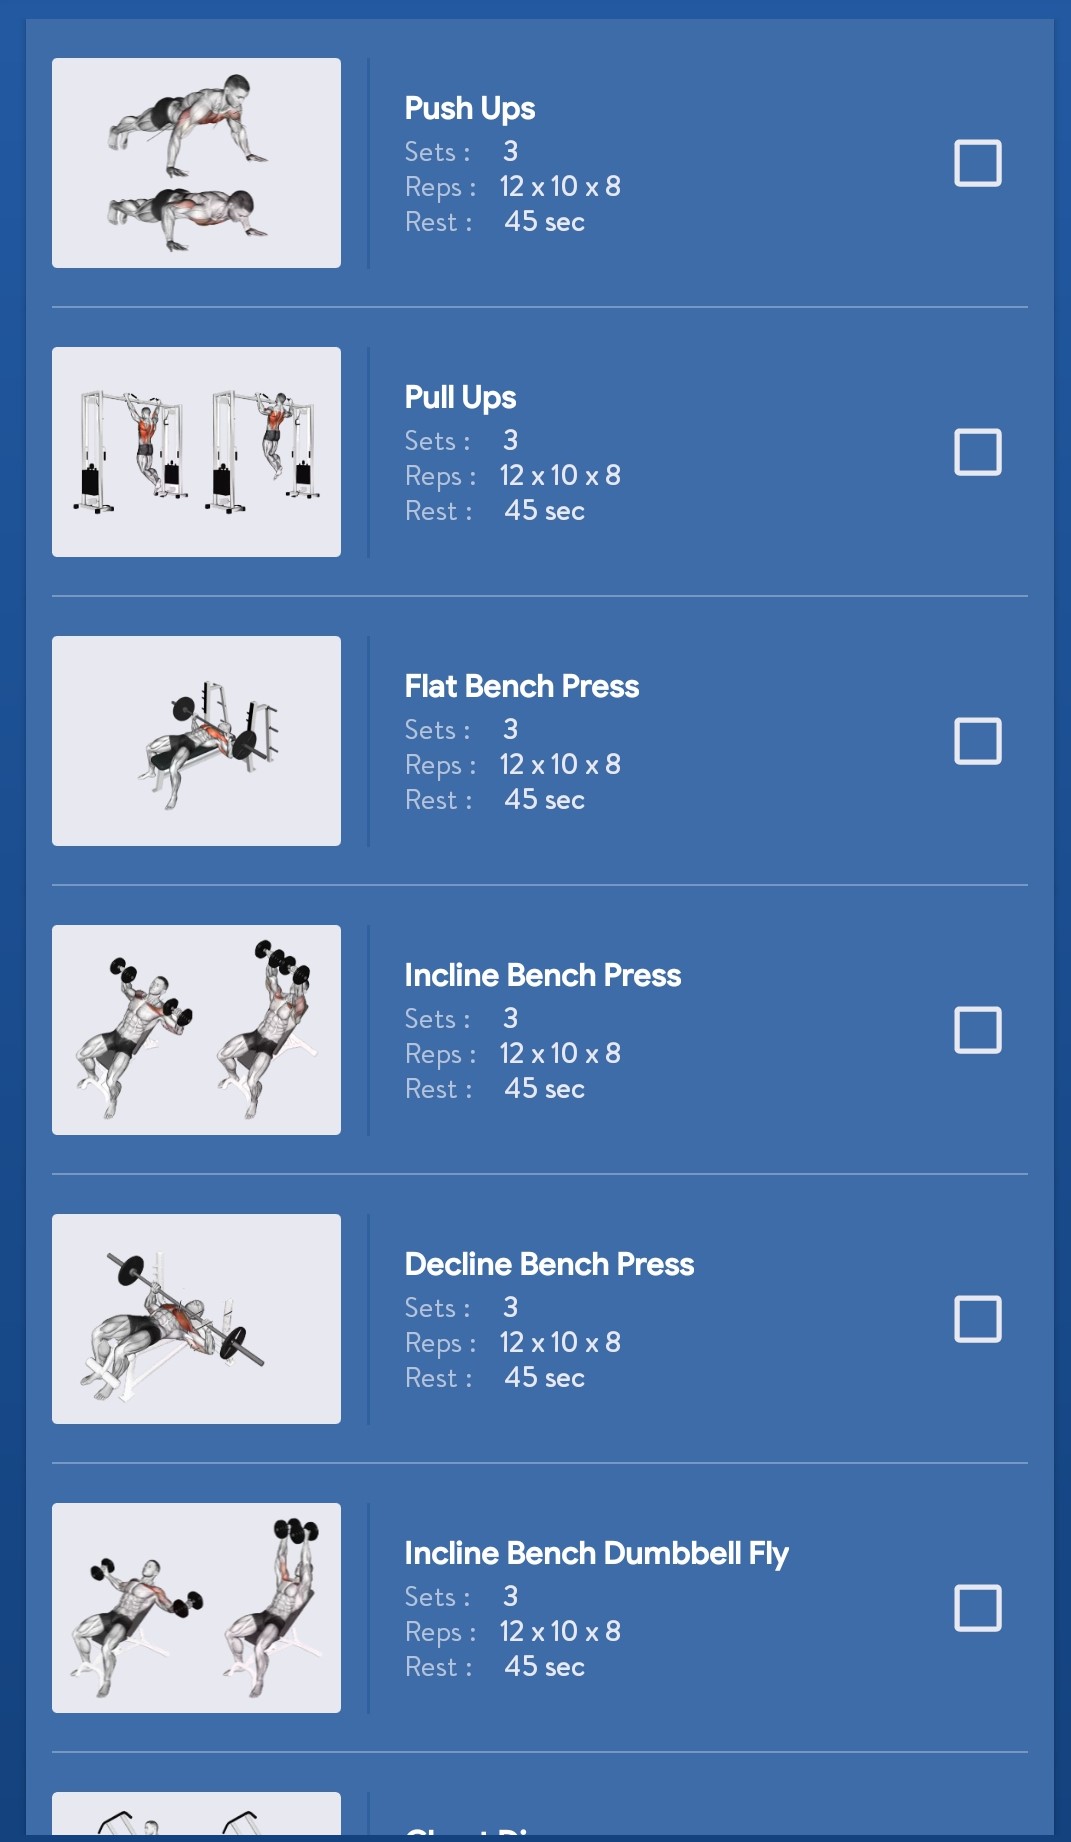 Push Ups
Sets : 3
Reps : 12 x 10 x 8
Rest : 45 sec
Pull Ups
Sets : 3
Reps : 12 x 10 x 8
Rest : 45 sec
Flat Bench Press
Sets : 3
Reps : 12 x 10 x 8
Rest : 45 sec
Incline Bench Press
Sets : 3
Reps : 12 x 10 x 8
Rest : 45 sec
Decline Bench Press
Sets : 3
Reps : 12 x 10 x 8
Rest : 45 sec
Incline Bench Dumbbell Fly
Sets : 3
Reps : 12 x 10 x 8
Rest : 45 sec